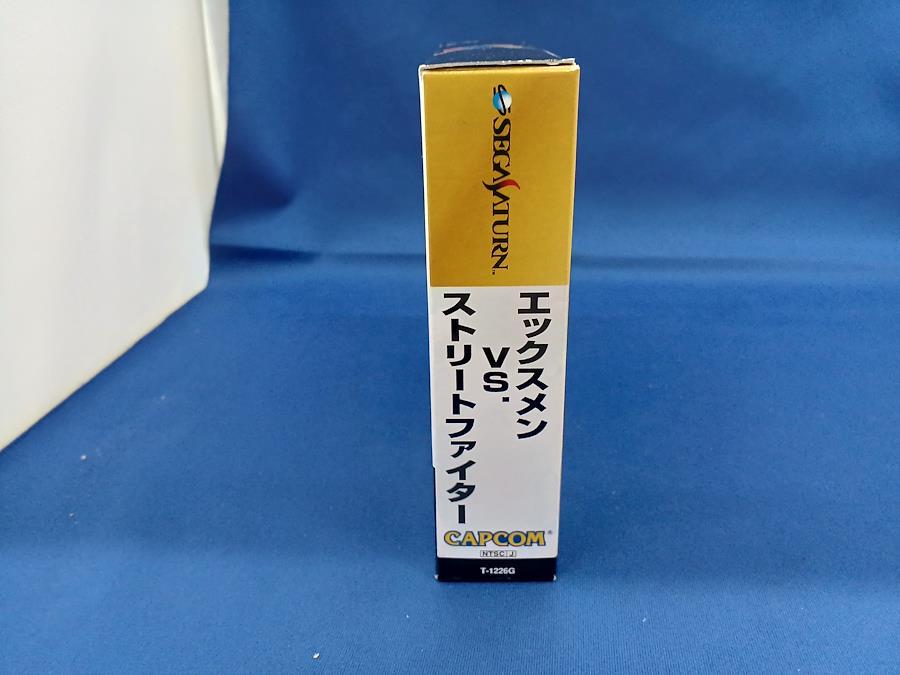 SEGA SATURN™
エックスメン
VS.
ストリートファイター
CAPCOM®
NTSC J
T-1226G